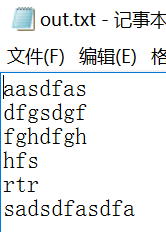 out.txt - 记事本
文件(F) 编辑(E) 格
aasdfas
dfgsdgf
fghdfgh
hfs
rtr
sadsdfasdfa